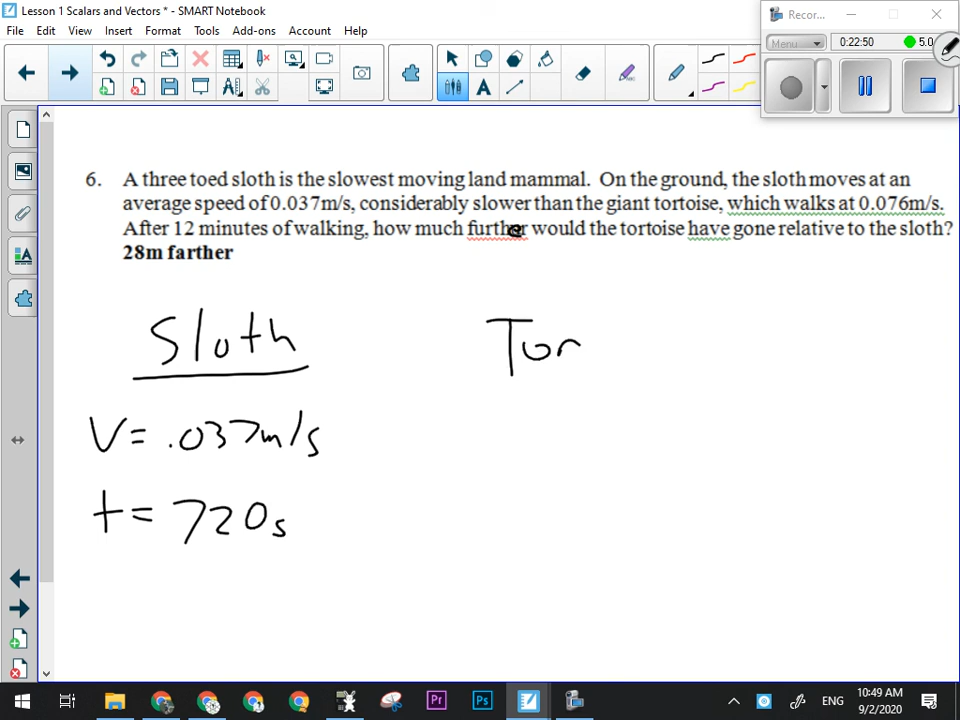 Lesson 1 Scalars and Vectors * - SMART Notebook
File Edit View Insert Format Tools Add-ons Account Help
Recor...
Menu
0:22:50
5.0
6. A three toed sloth is the slowest moving land mammal. On the ground, the sloth moves at an
average speed of 0.037m/s, considerably slower than the giant tortoise, which walks at 0.076m/s.
After 12 minutes of walking, how much further would the tortoise have gone relative to the sloth?
28m farther
Sloth
Tor
V= .037m/s
t= 720s
ENG
10:49 AM
9/2/2020